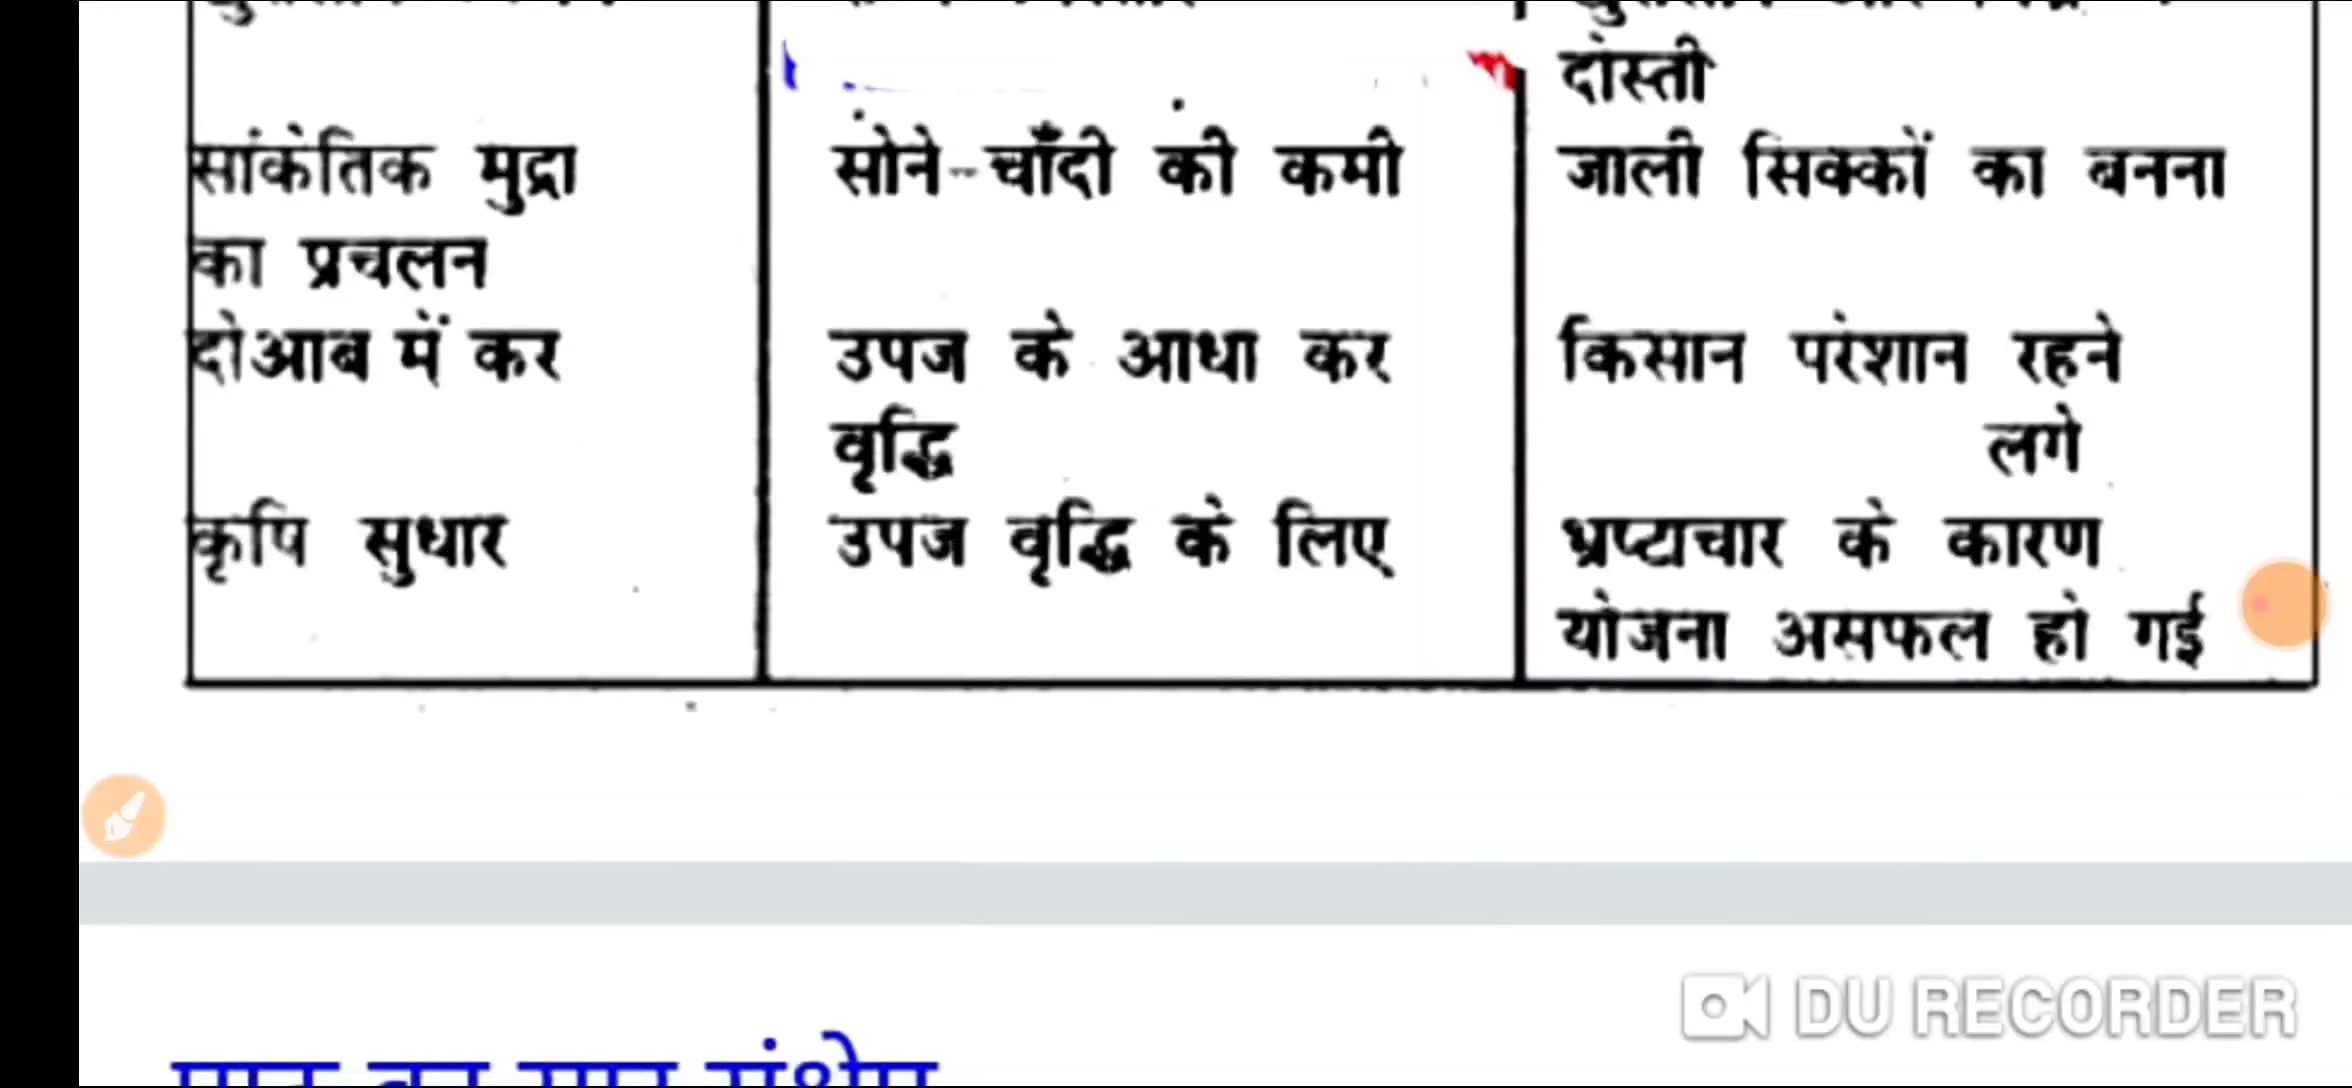 दोस्ती
सांकेतिक मुद्रा सोने-चाँदी की कमी जाली सिक्कों का बनना
का प्रचलन
दोआब में कर उपज के आधा कर किसान परेशान रहने
वृद्धि लगे
कृषि सुधार उपज वृद्धि के लिए भ्रष्टाचार के कारण
योजना असफल हो गई
DU RECORDER